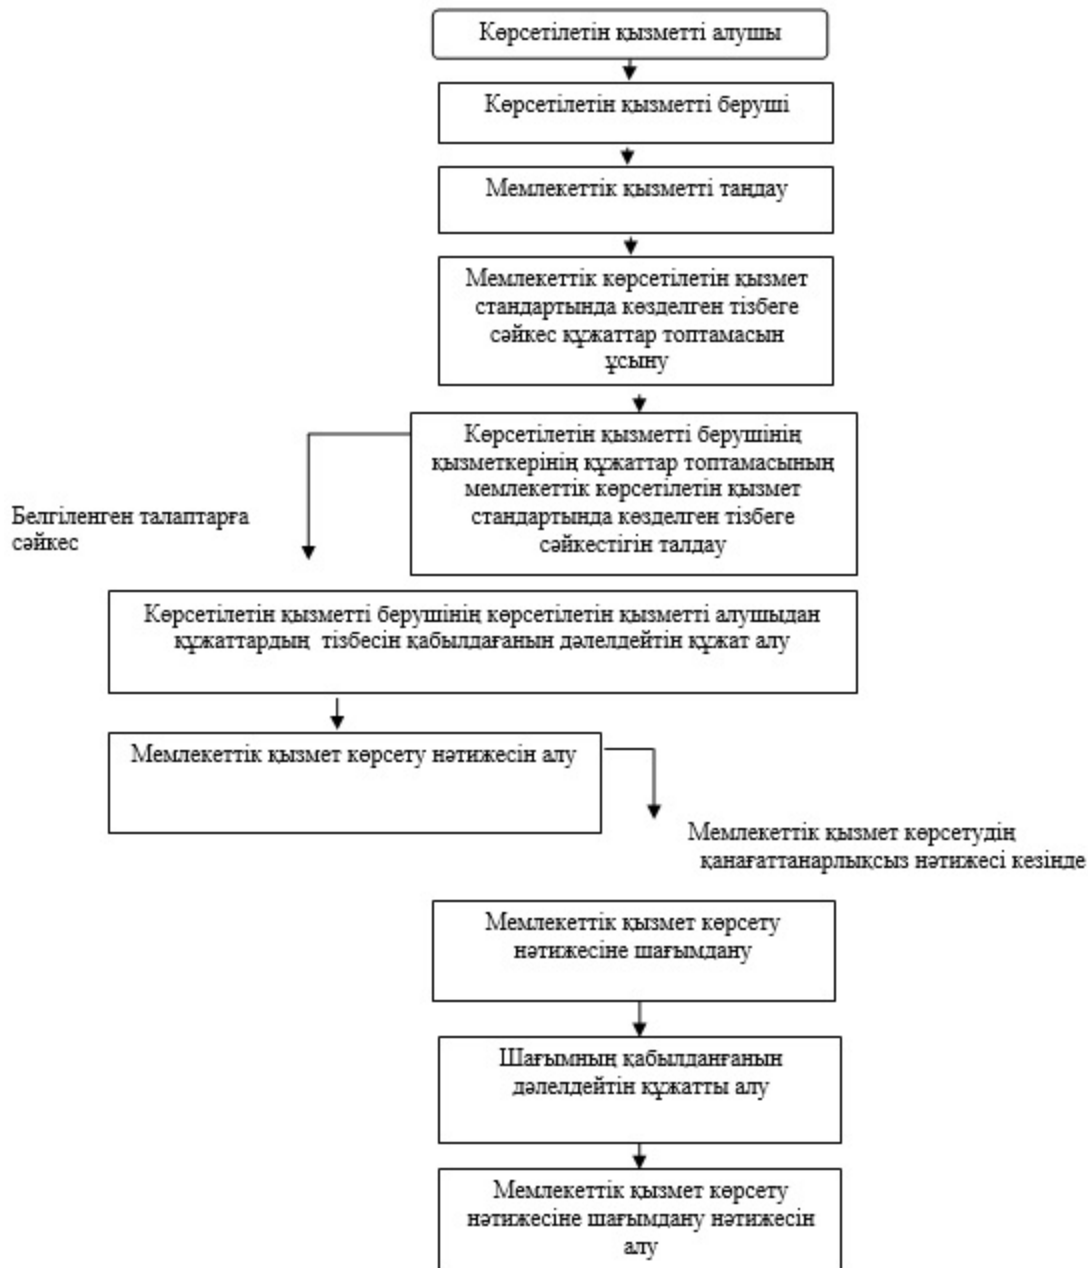 Көрсетілетін қызметті алушы
Көрсетілетін қызметті беруші
Мемлекеттік қызметті таңдау
Мемлекеттік көрсетілетін қызмет
стандартында көзделген тізбеге
сәйкес құжаттар топтамасын
ұсыну
Көрсетілетін қызметті берушінің
қызметкерінің құжаттар топтамасының
мемлекеттік көрсетілетін қызмет
стандартында көзделген тізбеге
сәйкестігін талдау
Белгіленген талаптарға
сәйкес
Көрсетілетін қызметті берушінің көрсетілетін қызметті алушыдан
құжаттардың тізбесін қабылдағанын дәлелдейтін құжат алу
Мемлекеттік қызмет көрсету нәтижесін алу
Мемлекеттік қызмет көрсетудің
қанағаттанарлықсыз нәтижесі кезінде
Мемлекеттік қызмет көрсету
нәтижесіне шағымдану
Шағымның қабылданғанын
дәлелдейтін құжатты алу
Мемлекеттік қызмет көрсету
нәтижесіне шағымдану нәтижесін
алу